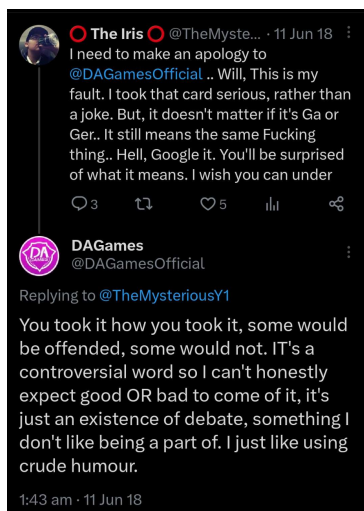 ⭕ The Iris ⭕ @TheMyste... · 11 Jun 18
I need to make an apology to
@DAGamesOfficial .. Will, This is my
fault. I took that card serious, rather than
a joke. But, it doesn't matter if it's Ga or
Ger.. It still means the same Fucking
thing.. Hell, Google it. You'll be surprised
of what it means. I wish you can under
3 5
DA
GAMES
DAGames
@DAGamesOfficial
Replying to @TheMysteriousY1
You took it how you took it, some would
be offended, some would not. IT's a
controversial word so I can't honestly
expect good OR bad to come of it, it's
just an existence of debate, something I
don't like being a part of. I just like using
crude humour.
1:43 am · 11 Jun 18